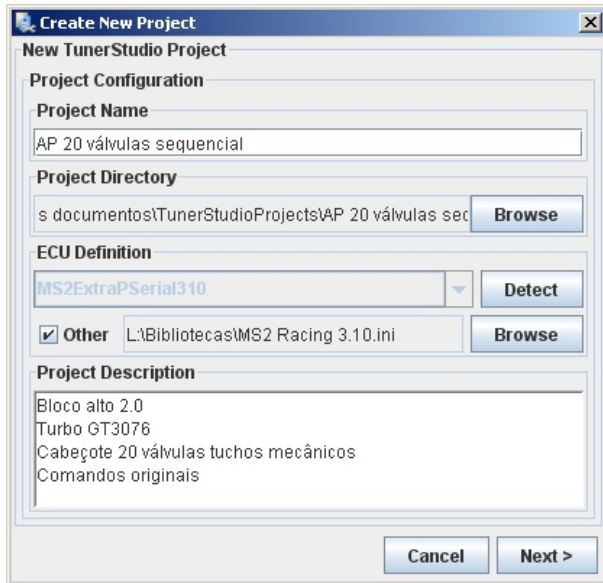 Create New Project
New TunerStudio Project
Project Configuration
Project Name
AP 20 válvulas sequencial
Project Directory
s documentos\TunerStudioProjects\AP 20 válvulas sec Browse
ECU Definition
MS2ExtraPSerial310 Detect
Other L:\Bibliotecas\MS2 Racing 3.10.ini Browse
Project Description
Bloco alto 2.0
Turbo GT3076
Cabeçote 20 válvulas tuchos mecânicos
Comandos originais
Cancel Next >